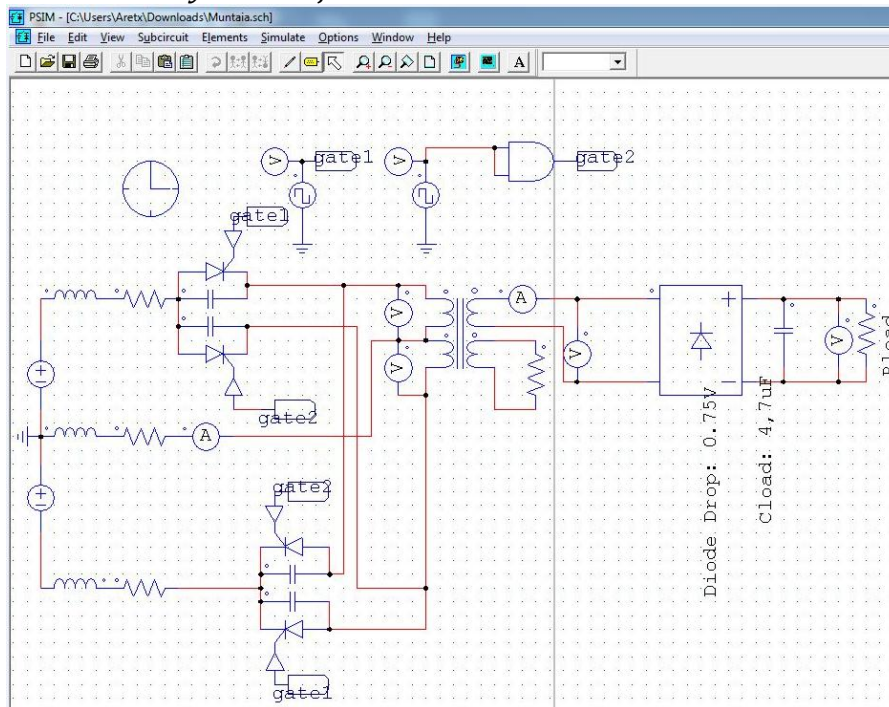 PSIM - [C:\Users\Aretx\Downloads\Muntaia.sch]
File Edit View Subcircuit Elements Simulate Options Window Help
A
gate1
gate2
gate1
V
V
A
V
V
V
V
gate2
A
gate2
gate1
Rload
Diode Drop: 0.75V
Cload: 4,7uF